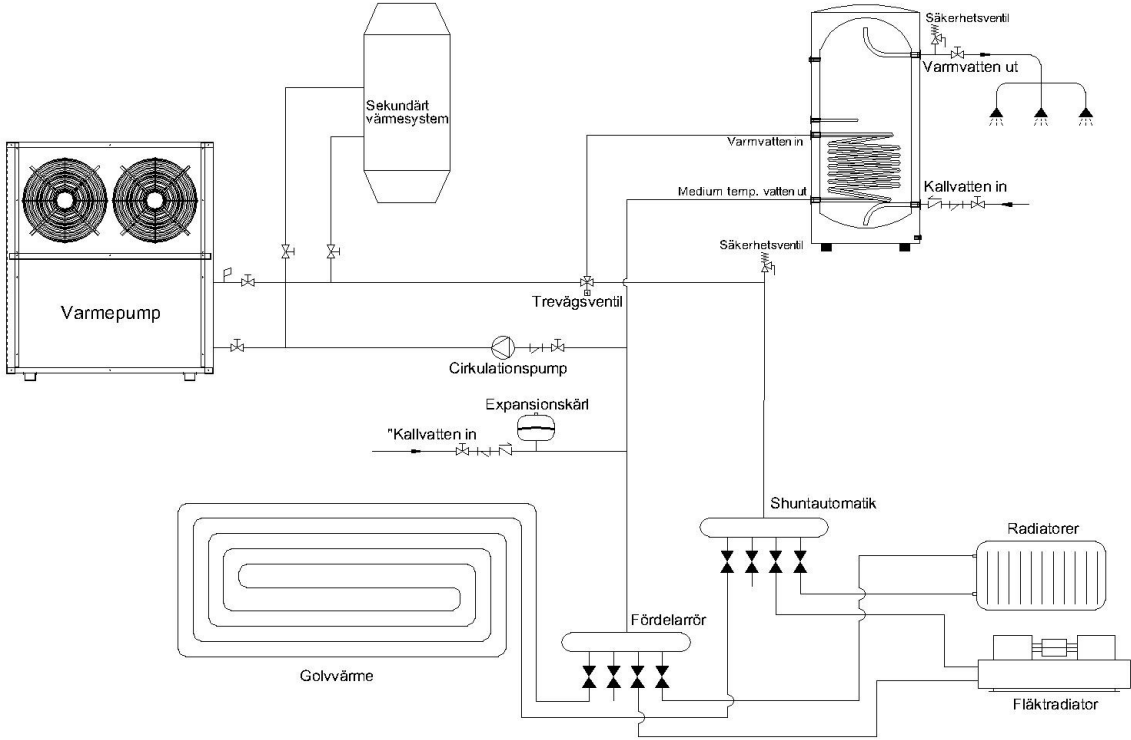 Säkerhetsventil
Varmvatten ut
Sekundärt
värmesystem
Varmvatten in
Medium temp. vatten ut
Kallvatten in
Säkerhetsventil
Trevägsventil
Varmepump
Cirkulationspump
Expansionskärl
"Kallvatten in
Shuntautomatik
Radiatorer
Fördelarrör
Golvvärme
Fläktradiator